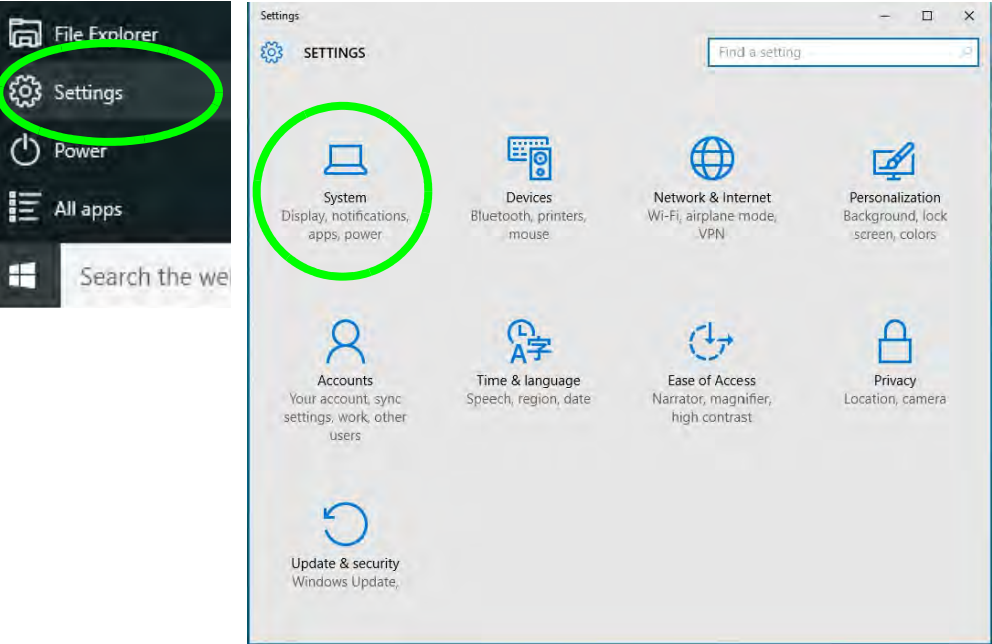 File Explorer
Settings
Power
All apps
Search the we
Settings
SETTINGS
Find a setting
System
Display, notifications,
apps, power
Devices
Bluetooth, printers,
mouse
Network & Internet
Wi-Fi, airplane mode,
VPN
Personalization
Background, lock
screen, colors
Accounts
Your account, sync
settings, work, other
users
Time & language
Speech, region, date
Ease of Access
Narrator, magnifier,
high contrast
Privacy
Location, camera
Update & security
Windows Update,